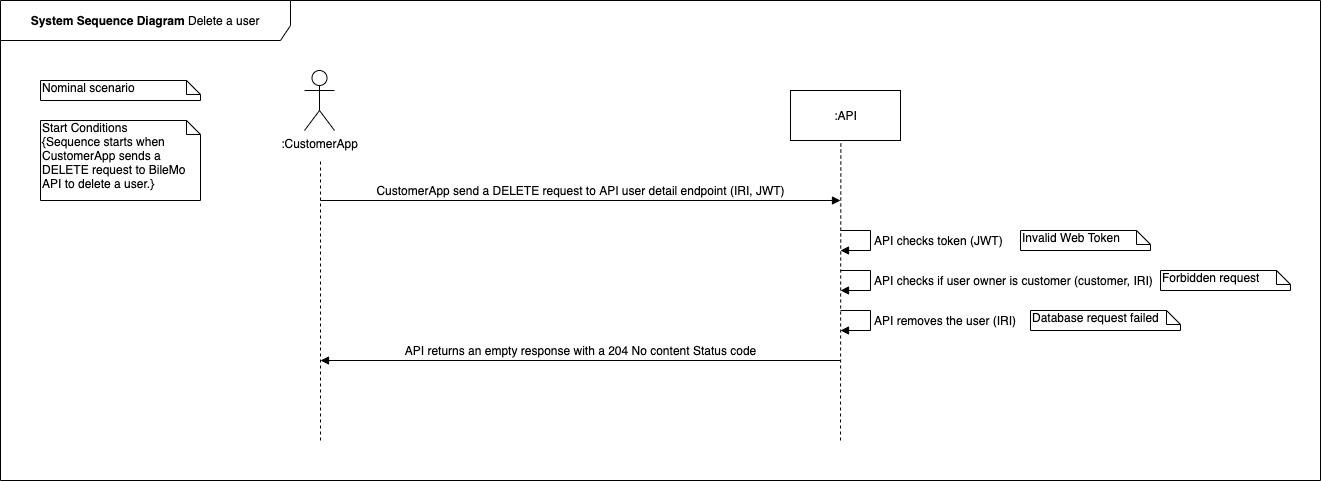 System Sequence Diagram Delete a user
Nominal scenario
Start Conditions
{Sequence starts when
CustomerApp sends a
DELETE request to BileMo
API to delete a user.}
:CustomerApp
:API
CustomerApp send a DELETE request to API user detail endpoint (IRI, JWT)
API checks token (JWT)
Invalid Web Token
API checks if user owner is customer (customer, IRI)
Forbidden request
API removes the user (IRI)
Database request failed
API returns an empty response with a 204 No content Status code